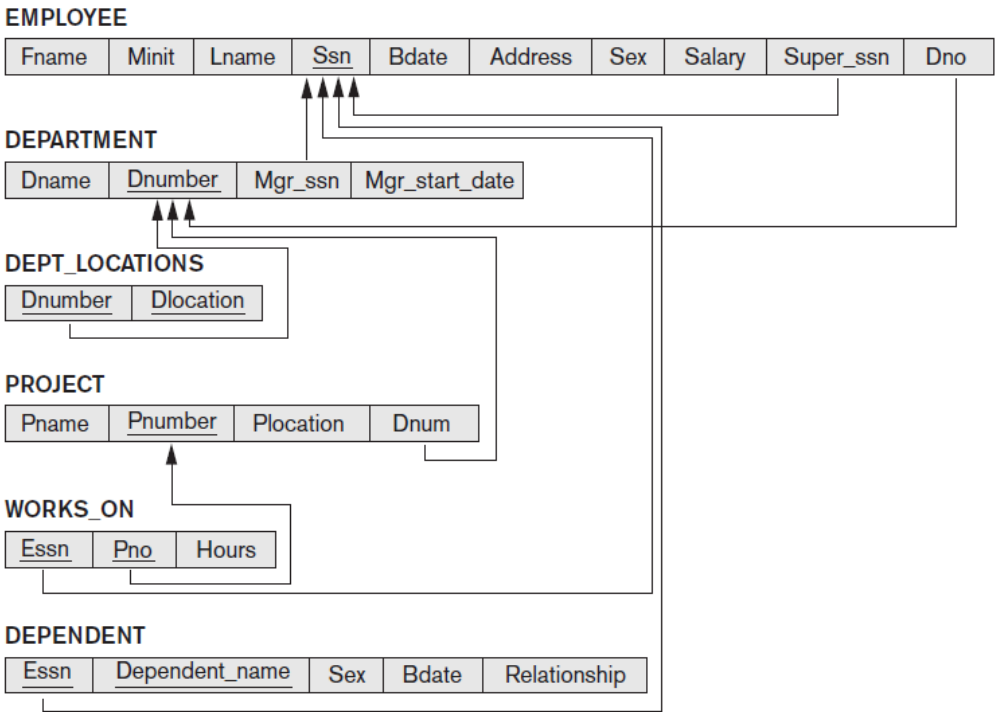 EMPLOYEE
Fname Minit Lname Ssn Bdate Address Sex Salary Super_ssn Dno
DEPARTMENT
Dname Dnumber Mgr_ssn Mgr_start_date
DEPT_LOCATIONS
Dnumber Dlocation
PROJECT
Pname Pnumber Plocation Dnum
WORKS_ON
Essn Pno Hours
DEPENDENT
Essn Dependent_name Sex Bdate Relationship